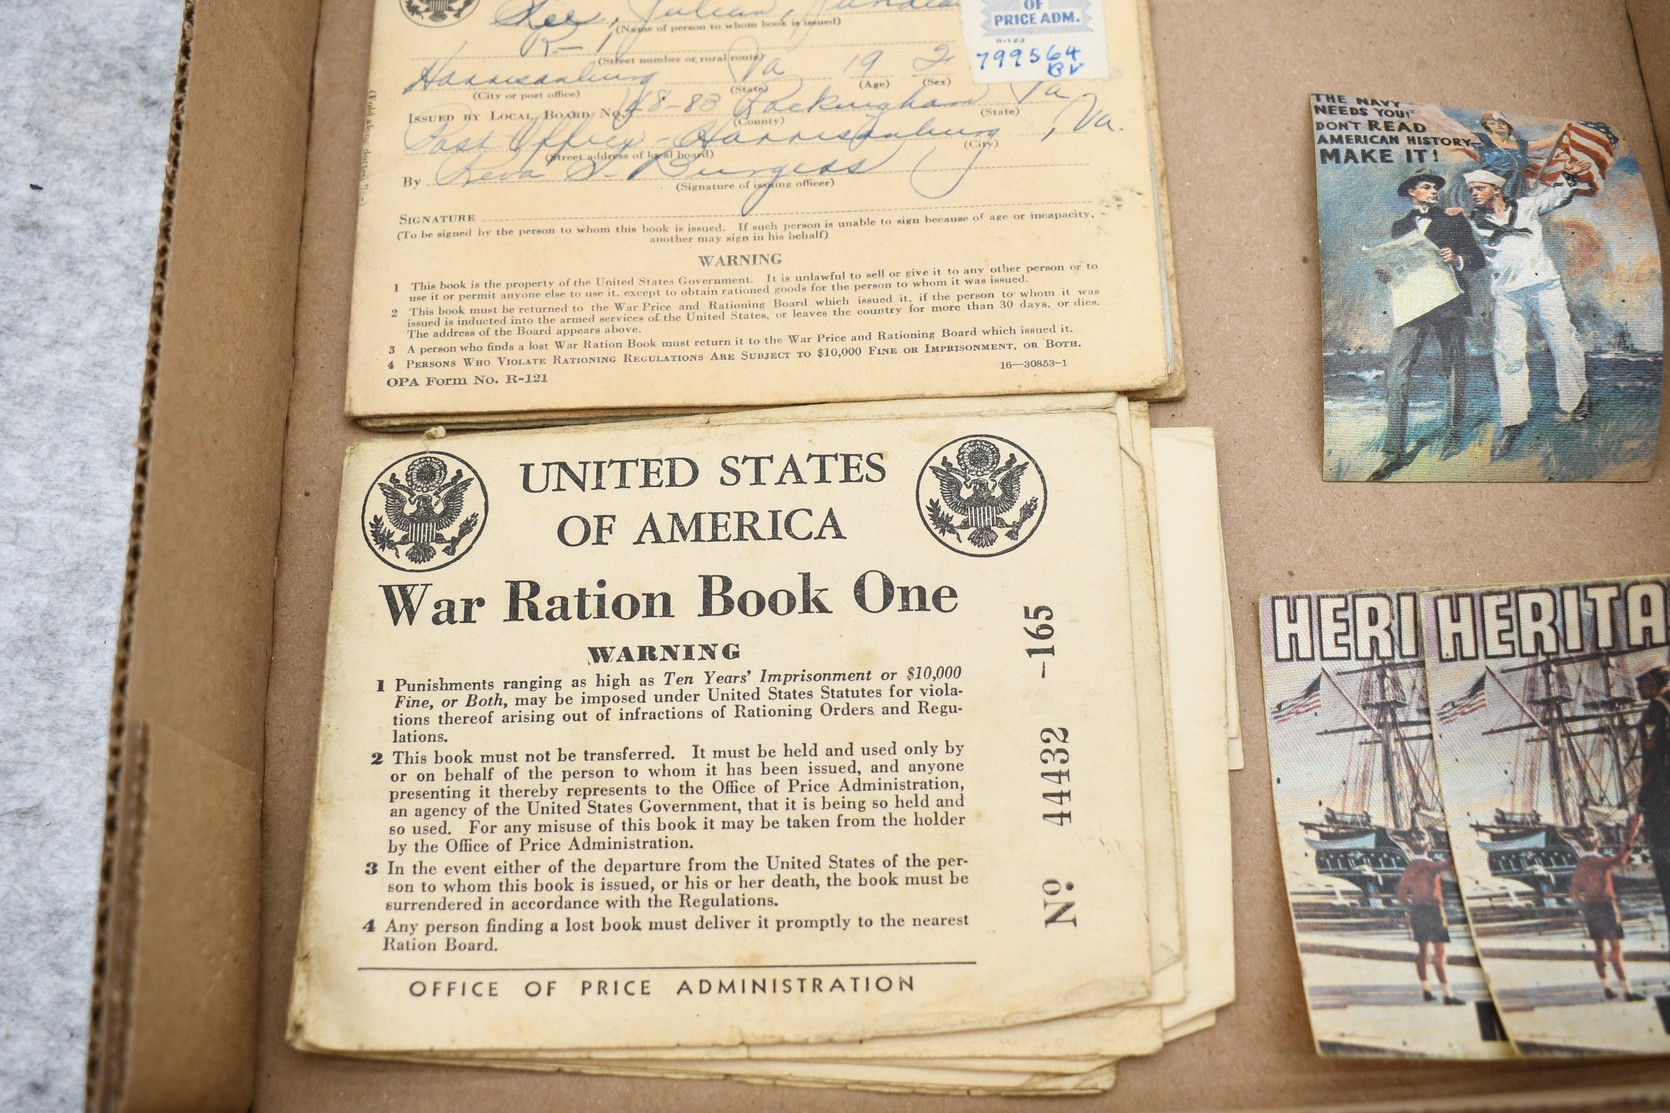 OF
PRICE ADM.
R-123
799564
BV
Lee, Julian
(Name of person to whom book is issued)
R-1
(Street number or rural route)
Harrisonburg Va 19
(City or post office) (State) (Age) (Sex)
ISSUED BY LOCAL BOARD No. 48-83 Rockingham Va
(County) (State)
Post Office Harrisonburg, Va.
(Street address of local board) (City)
By Reva S. Burgess
(Signature of issuing officer)
SIGNATURE
(To be signed by the person to whom this book is issued. If such person is unable to sign because of age or incapacity,
another may sign in his behalf)
WARNING
1 This book is the property of the United States Government. It is unlawful to sell or give it to any other person or to
use it or permit anyone else to use it, except to obtain rationed goods for the person to whom it was issued.
2 This book must be returned to the War Price and Rationing Board which issued it, if the person to whom it was
issued is inducted into the armed services of the United States, or leaves the country for more than 30 days, or dies.
The address of the Board appears above.
3 A person who finds a lost War Ration Book must return it to the War Price and Rationing Board which issued it.
4 PERSONS WHO VIOLATE RATIONING REGULATIONS ARE SUBJECT TO $10,000 FINE OR IMPRISONMENT, OR BOTH.
OPA Form No. R-121
16—30853-1
UNITED STATES
OF AMERICA
War Ration Book One
WARNING
1 Punishments ranging as high as Ten Years' Imprisonment or $10,000
Fine, or Both, may be imposed under United States Statutes for viola-
tions thereof arising out of infractions of Rationing Orders and Regu-
lations.
2 This book must not be transferred. It must be held and used only by
or on behalf of the person to whom it has been issued, and anyone
presenting it thereby represents to the Office of Price Administration,
an agency of the United States Government, that it is being so held and
so used. For any misuse of this book it may be taken from the holder
by the Office of Price Administration.
3 In the event either of the departure from the United States of the per-
son to whom this book is issued, or his or her death, the book must be
surrendered in accordance with the Regulations.
4 Any person finding a lost book must deliver it promptly to the nearest
Ration Board.
OFFICE OF PRICE ADMINISTRATION
Nº 44432 -165
THE NAVY
NEEDS YOU!
DON'T READ
AMERICAN HISTORY—
MAKE IT!
HERI
HERITA